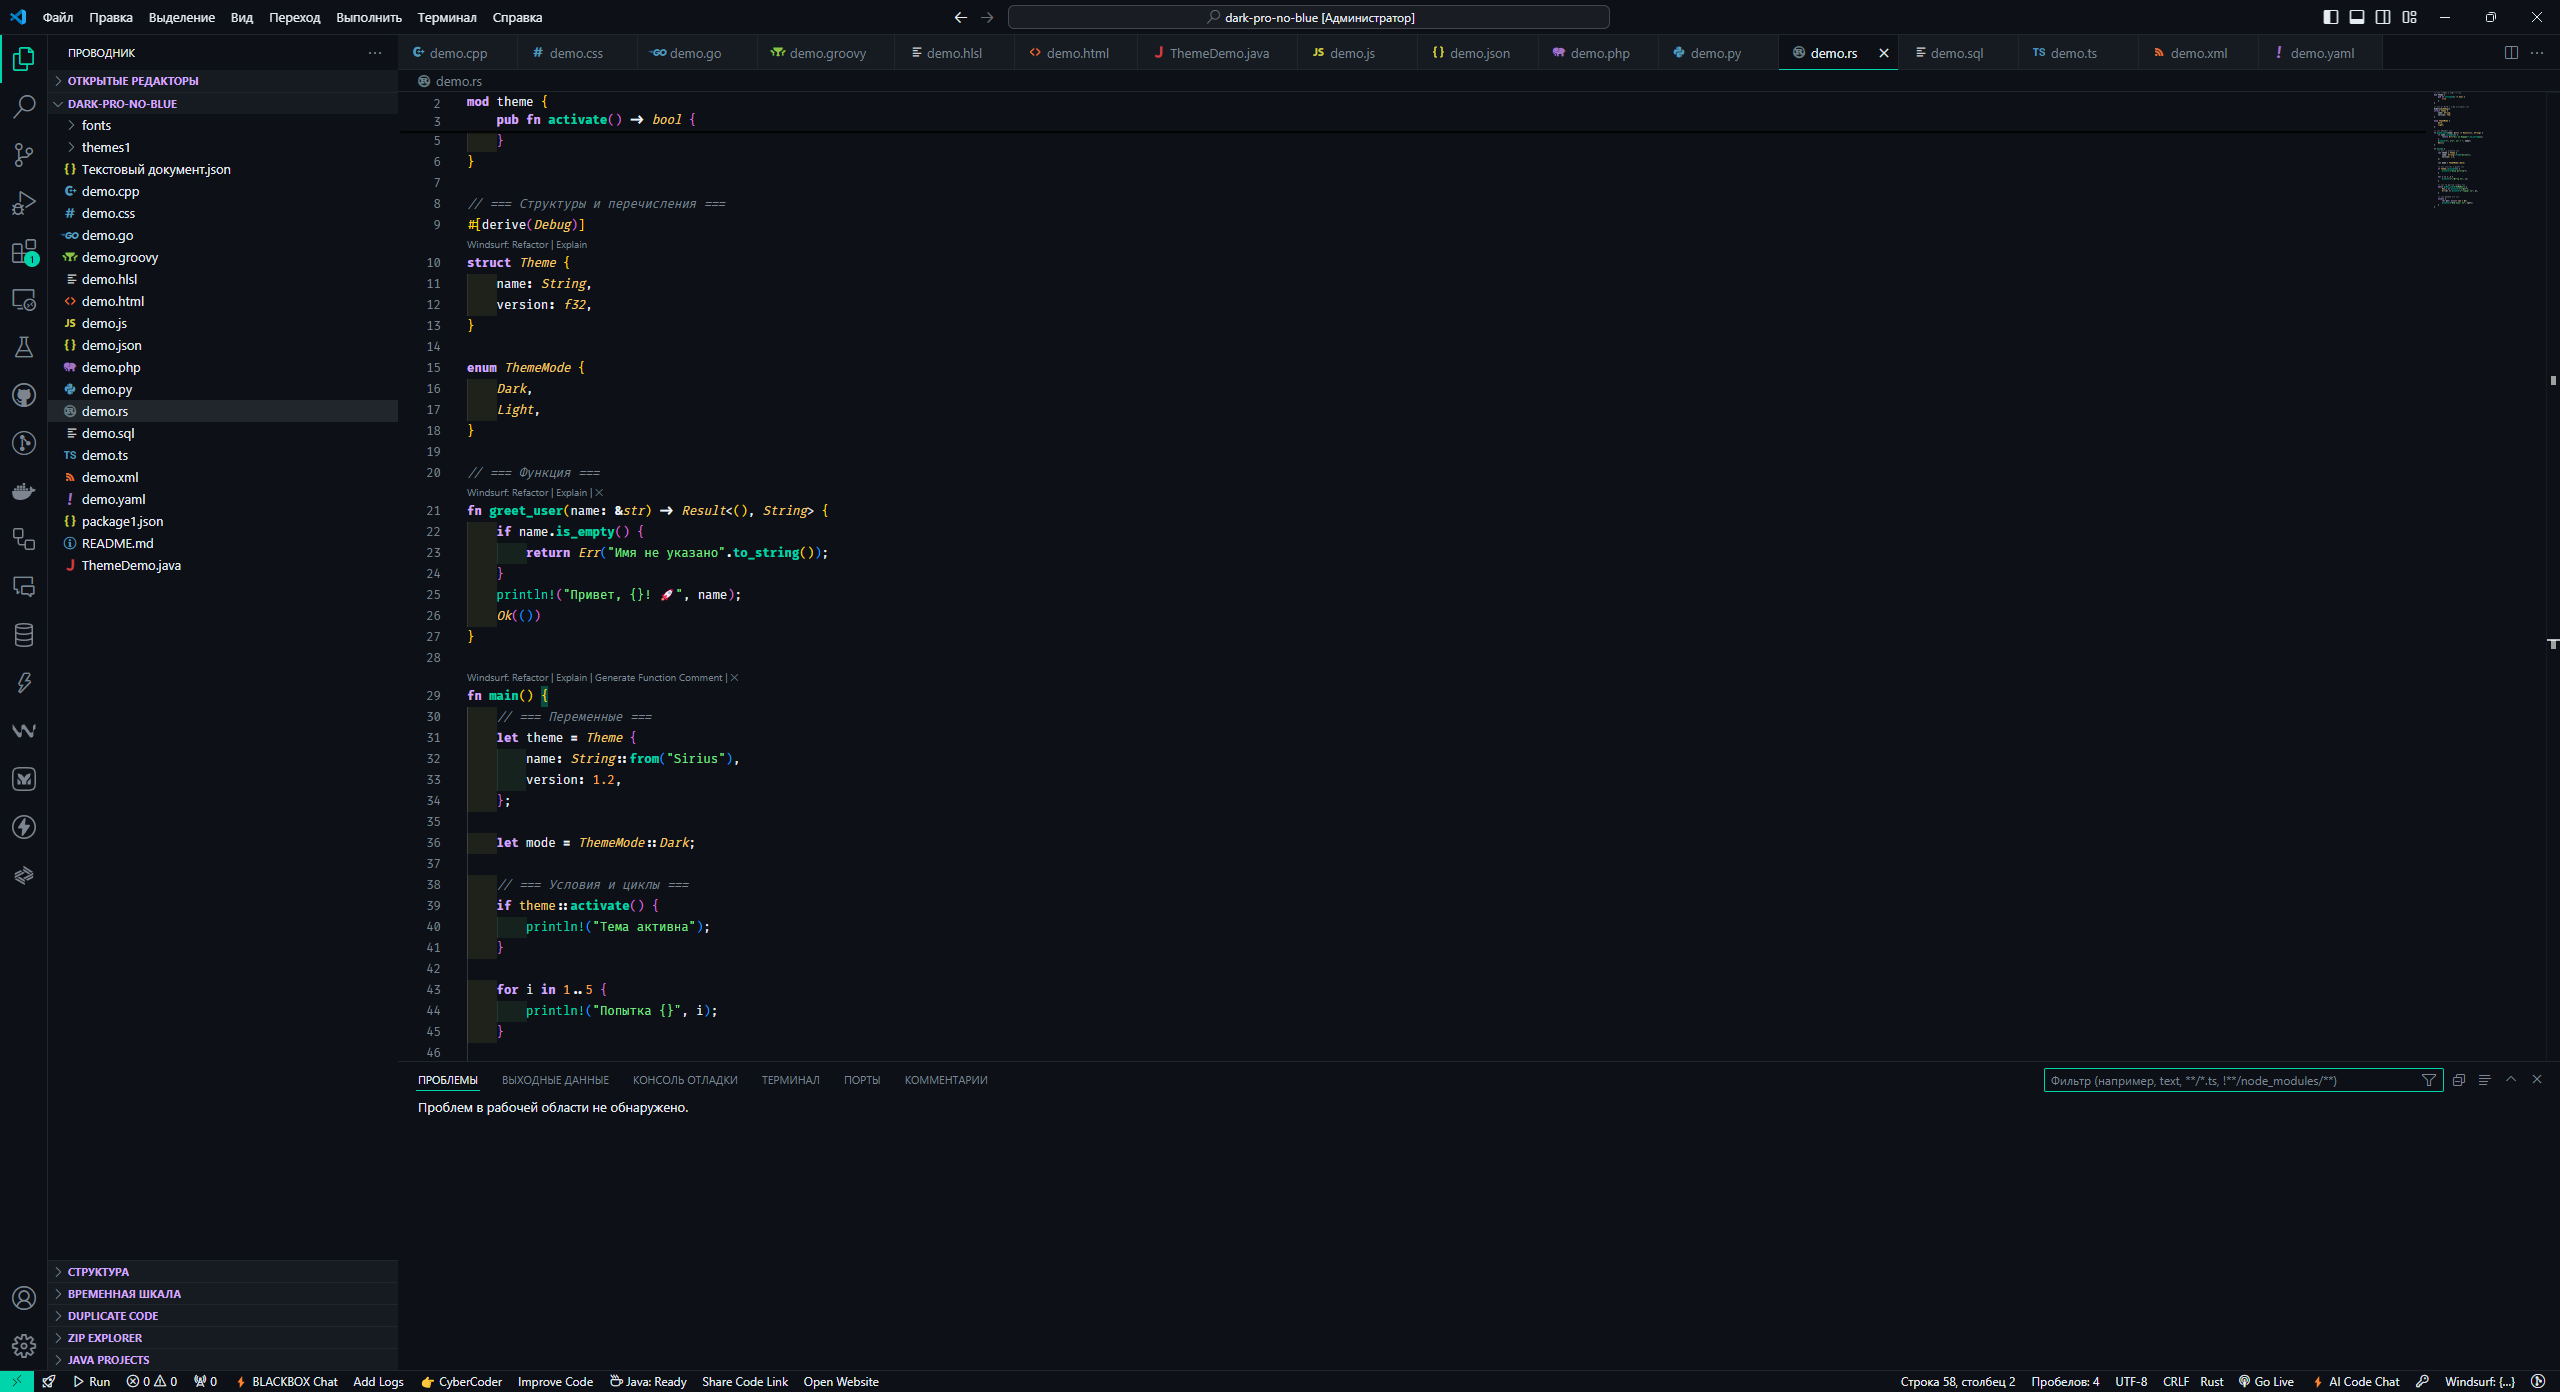 Файл Правка Выделение Вид Переход Выполнить Терминал Справка
dark-pro-no-blue [Администратор]
ПРОВОДНИК
ОТКРЫТЫЕ РЕДАКТОРЫ
DARK-PRO-NO-BLUE
fonts
themes1
{} Текстовый документ.json
demo.cpp
# demo.css
GO demo.go
demo.groovy
demo.hlsl
<> demo.html
JS demo.js
{} demo.json
demo.php
demo.py
demo.rs
demo.sql
TS demo.ts
demo.xml
! demo.yaml
{} package1.json
README.md
J ThemeDemo.java
1
СТРУКТУРА
ВРЕМЕННАЯ ШКАЛА
DUPLICATE CODE
ZIP EXPLORER
JAVA PROJECTS
demo.cpp # demo.css GO demo.go demo.groovy demo.hlsl <> demo.html J ThemeDemo.java JS demo.js {} demo.json demo.php demo.py demo.rs demo.sql TS demo.ts demo.xml ! demo.yaml
demo.rs
2 mod theme {
3 pub fn activate() -> bool {
5 }
6 }
7
8 // === Структуры и перечисления ===
9 #[derive(Debug)]
Windsurf: Refactor | Explain
10 struct Theme {
11 name: String,
12 version: f32,
13 }
14
15 enum ThemeMode {
16 Dark,
17 Light,
18 }
19
20 // === Функция ===
Windsurf: Refactor | Explain | ×
21 fn greet_user(name: &str) -> Result<(), String> {
22 if name.is_empty() {
23 return Err("Имя не указано".to_string());
24 }
25 println!("Привет, {}! 🚀", name);
26 Ok(())
27 }
28
Windsurf: Refactor | Explain | Generate Function Comment | ×
29 fn main() {
30 // === Переменные ===
31 let theme = Theme {
32 name: String::from("Sirius"),
33 version: 1.2,
34 };
35
36 let mode = ThemeMode::Dark;
37
38 // === Условия и циклы ===
39 if theme::activate() {
40 println!("Тема активна");
41 }
42
43 for i in 1..5 {
44 println!("Попытка {}", i);
45 }
46
ПРОБЛЕМЫ ВЫХОДНЫЕ ДАННЫЕ КОНСОЛЬ ОТЛАДКИ ТЕРМИНАЛ ПОРТЫ КОММЕНТАРИИ
Фильтр (например, text, **/*.ts, !**/node_modules/**)
Проблем в рабочей области не обнаружено.
Run 0 0 0 BLACKBOX Chat Add Logs 👉 CyberCoder Improve Code Java: Ready Share Code Link Open Website
Строка 58, столбец 2 Пробелов: 4 UTF-8 CRLF Rust Go Live AI Code Chat Windsurf: {...}